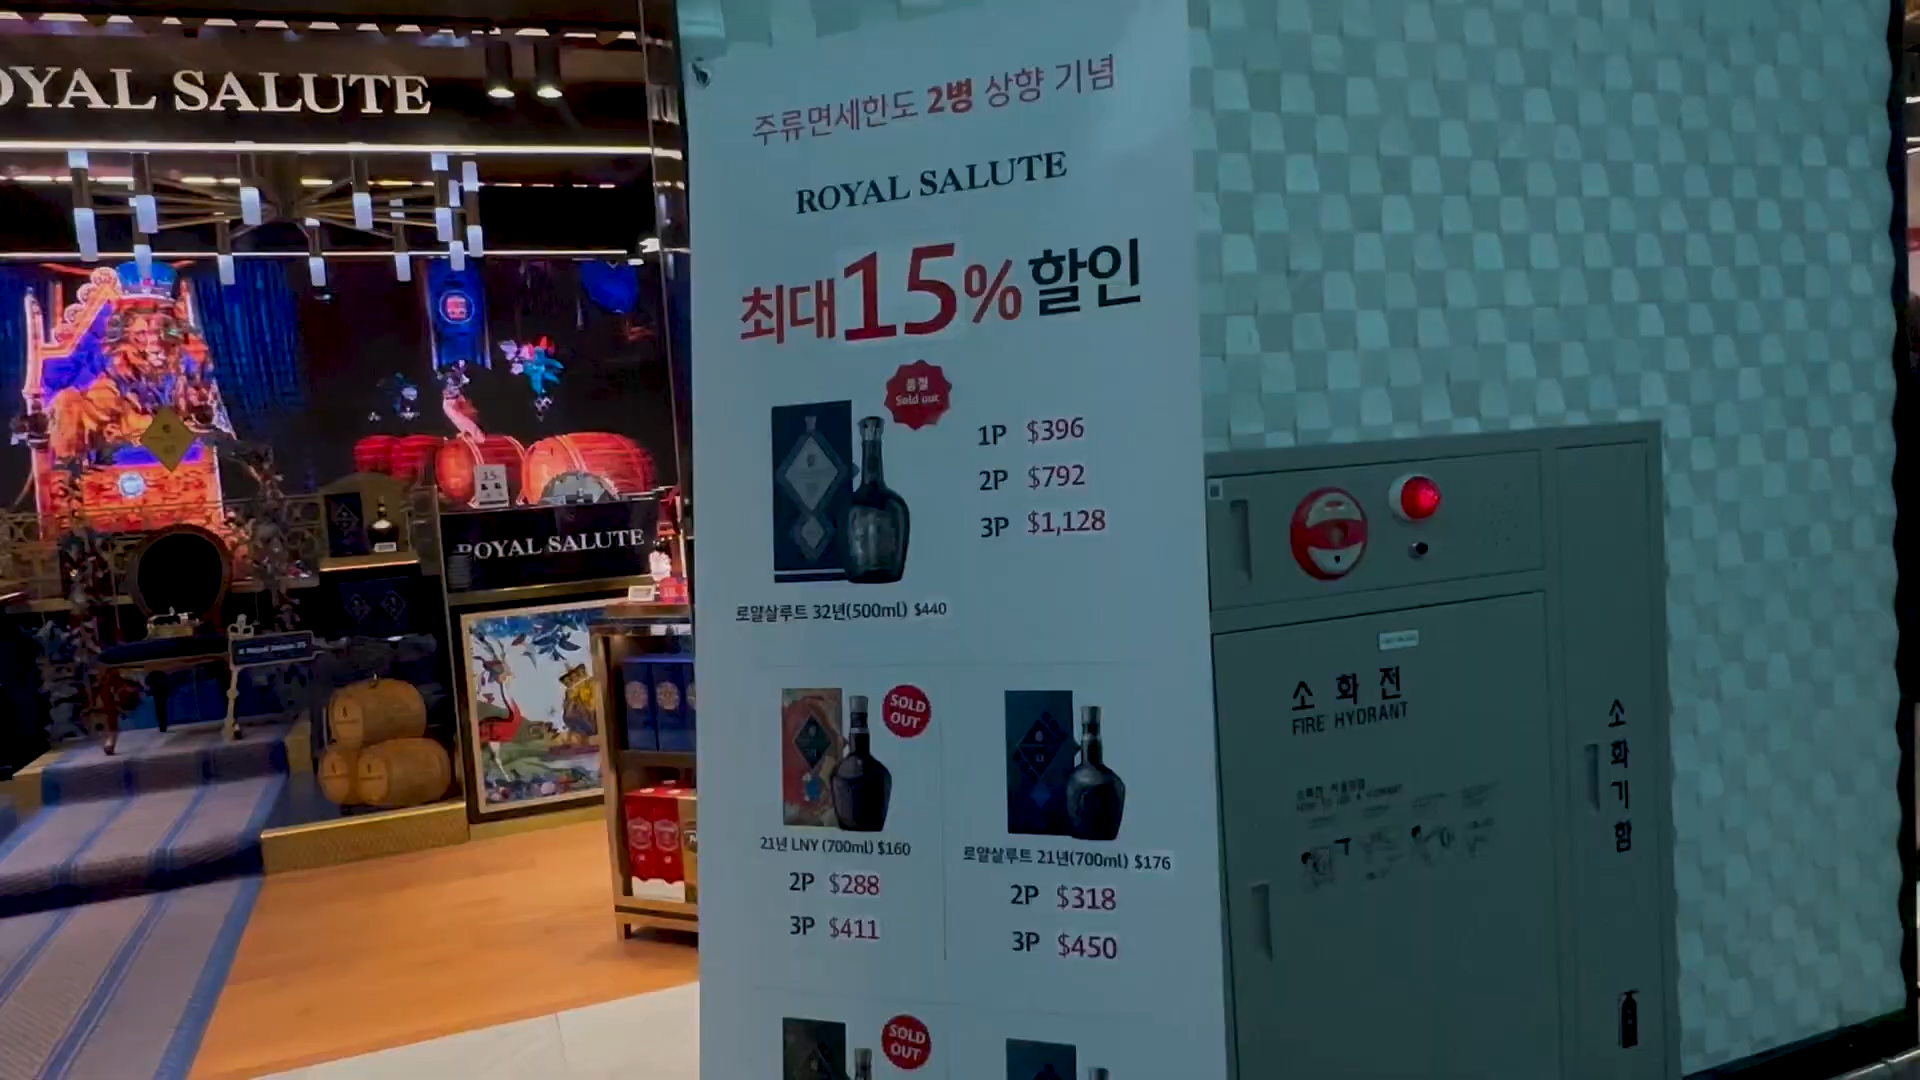 OYAL SALUTE
주류면세한도 2병 상향 기념
ROYAL SALUTE
최대 15% 할인
품절
Sold out
1P $396
2P $792
3P $1,128
로얄살루트 32년(500ml) $440
SOLD OUT
21년 LNY (700ml) $160
2P $288
3P $411
로얄살루트 21년(700ml) $176
2P $318
3P $450
SOLD OUT
ROYAL SALUTE
소화전
FIRE HYDRANT
소화기함